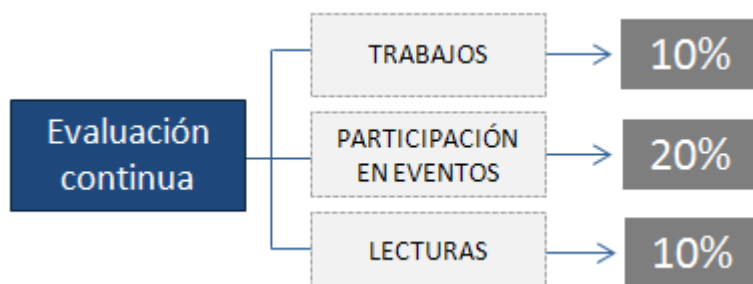 Evaluación
continua
TRABAJOS
10%
PARTICIPACIÓN
EN EVENTOS
20%
LECTURAS
10%